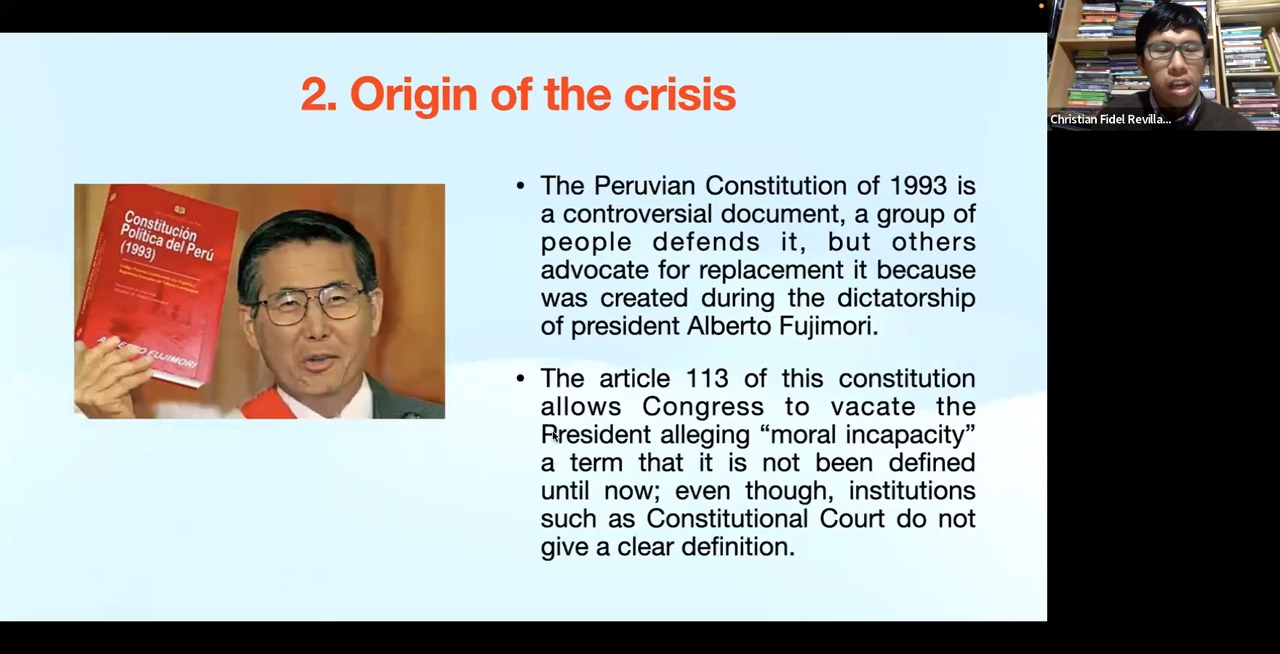 2. Origin of the crisis
Constitución
Política del Perú
(1993)
ALBERTO FUJIMORI
• The Peruvian Constitution of 1993 is
a controversial document, a group of
people defends it, but others
advocate for replacement it because
was created during the dictatorship
of president Alberto Fujimori.
• The article 113 of this constitution
allows Congress to vacate the
President alleging “moral incapacity”
a term that it is not been defined
until now; even though, institutions
such as Constitutional Court do not
give a clear definition.
Christian Fidel Revilla...